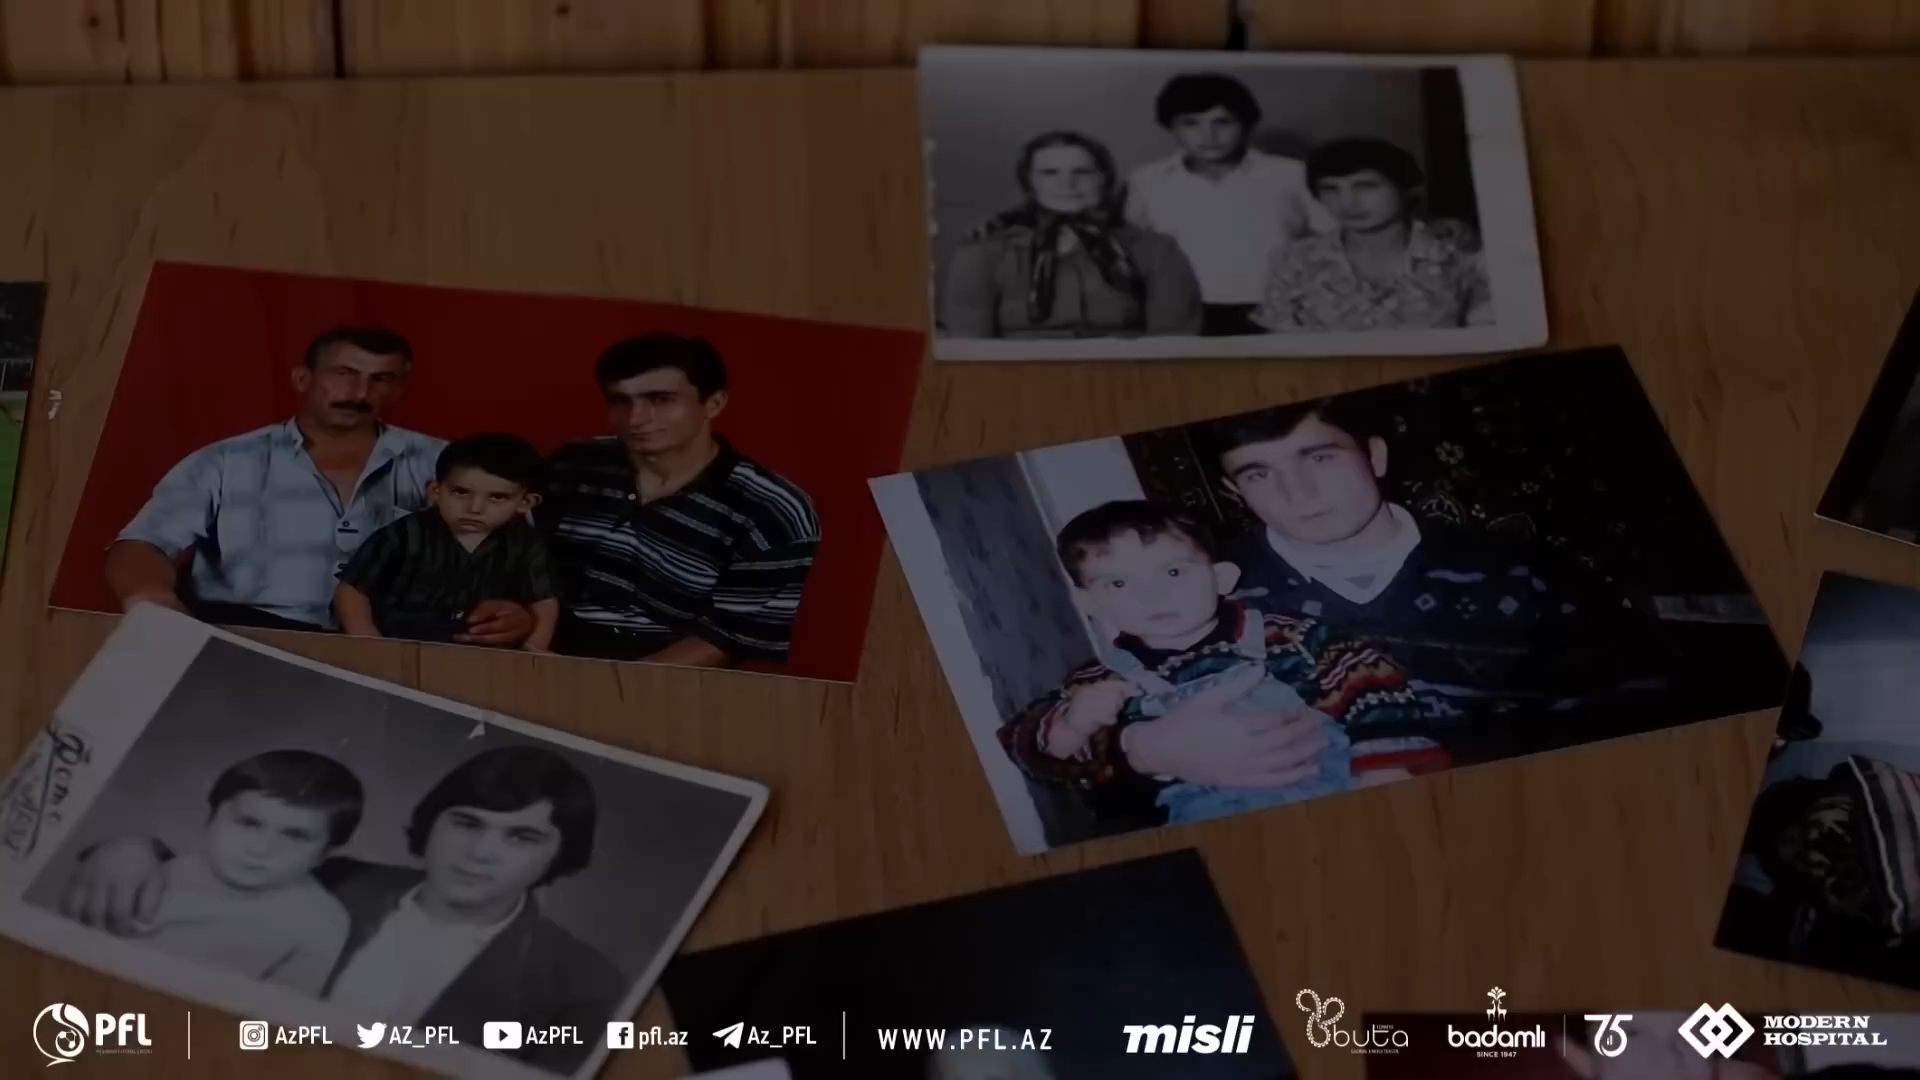 PFL
AzPFL
AZ_PFL
AzPFL
pfl.az
Az_PFL
WWW.PFL.AZ
misli
buta
badamlı
SINCE 1947
75
MODERN
HOSPITAL